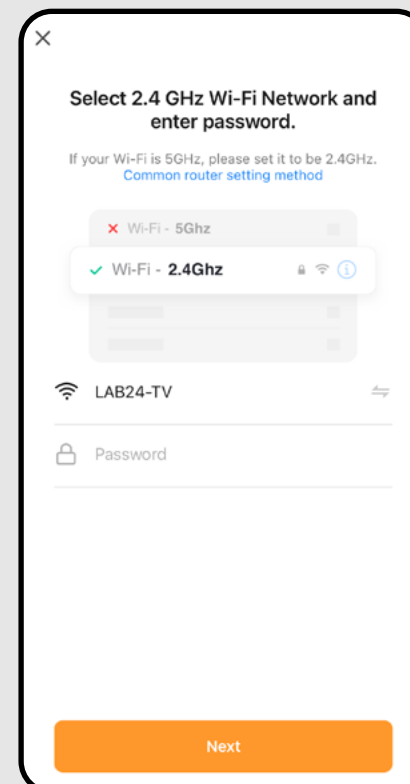 Select 2.4 GHz Wi-Fi Network and
enter password.
If your Wi-Fi is 5GHz, please set it to be 2.4GHz.
Common router setting method
Wi-Fi - 5Ghz
Wi-Fi - 2.4Ghz
LAB24-TV
Password
Next